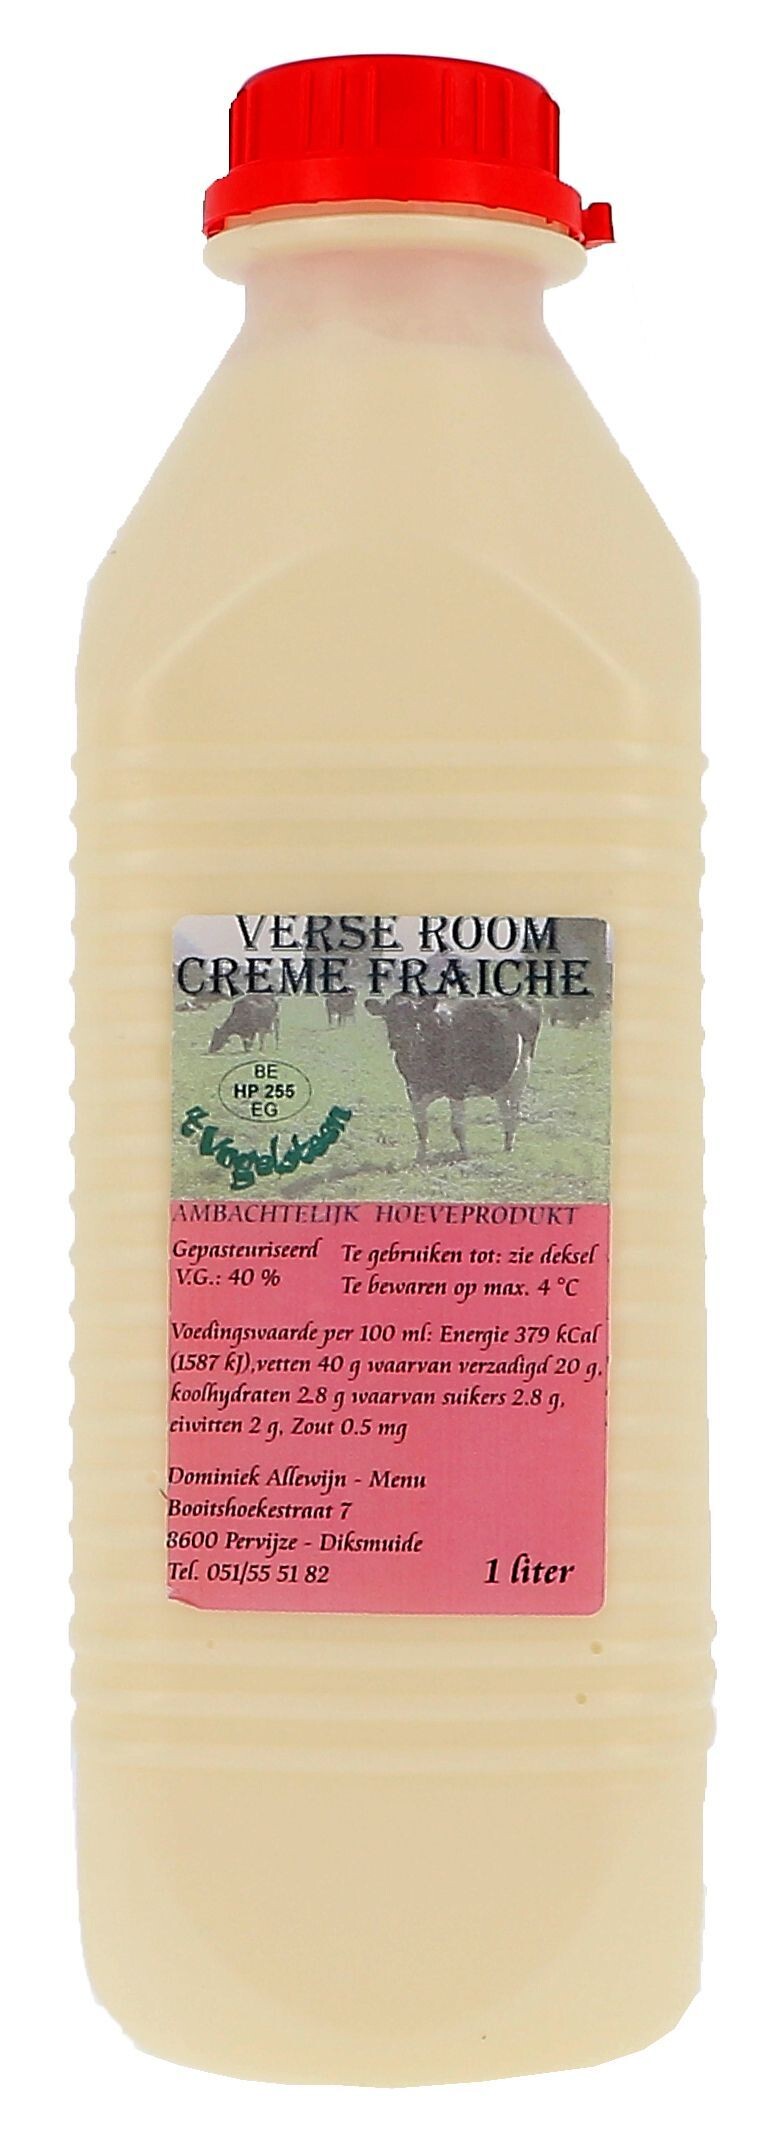 VERSE ROOM
CREME FRAICHE
BE
HP 255
EG
't Vogelsteen
AMBACHTELIJK HOEVEPRODUKT
Gepasteuriseerd Te gebruiken tot: zie deksel
V.G.: 40 % Te bewaren op max. 4 °C
Voedingswaarde per 100 ml: Energie 379 kCal
(1587 kJ), vetten 40 g waarvan verzadigd 20 g,
koolhydraten 2.8 g waarvan suikers 2.8 g,
eiwitten 2 g, Zout 0.5 mg
Dominiek Allewijn - Menu
Booitshoekestraat 7
8600 Pervijze - Diksmuide
Tel. 051/55 51 82 1 liter